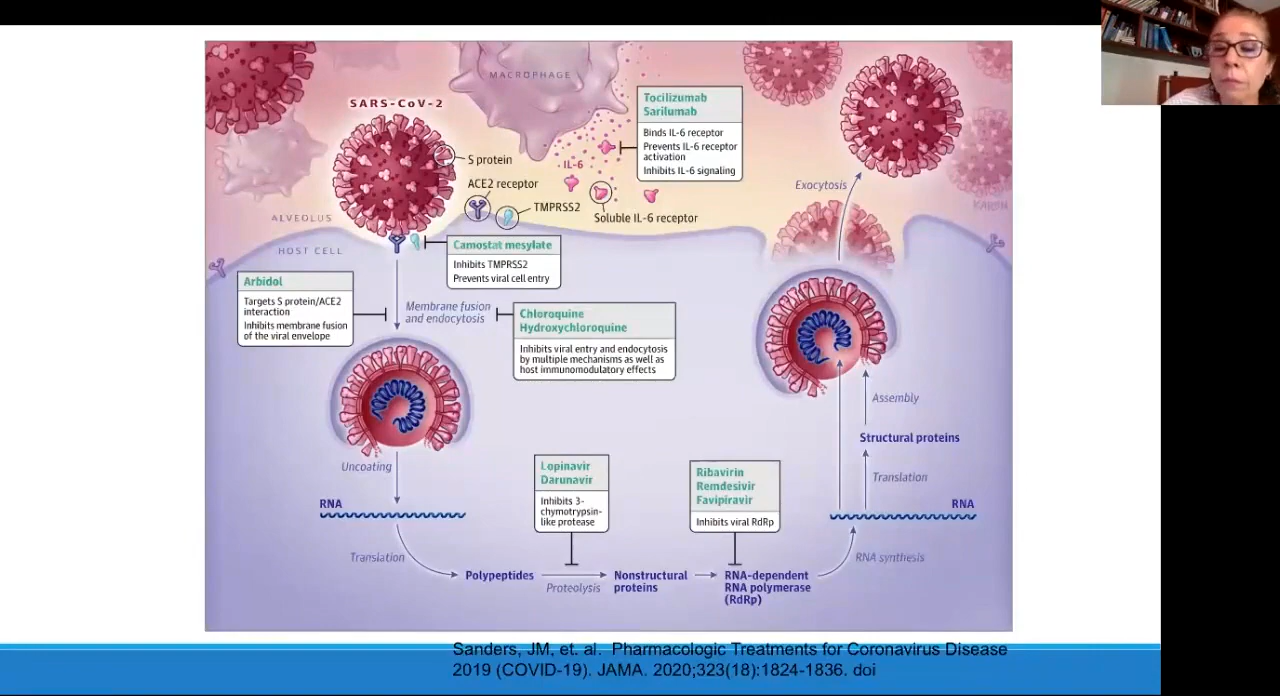 MACROPHAGE
SARS-CoV-2
Tocilizumab
Sarilumab
Binds IL-6 receptor
Prevents IL-6 receptor
activation
Inhibits IL-6 signaling
S protein
IL-6
ACE2 receptor
TMPRSS2
Soluble IL-6 receptor
Exocytosis
KARIN
ALVEOLUS
HOST CELL
Camostat mesylate
Inhibits TMPRSS2
Prevents viral cell entry
Arbidol
Targets S protein/ACE2
interaction
Inhibits membrane fusion
of the viral envelope
Membrane fusion
and endocytosis
Chloroquine
Hydroxychloroquine
Inhibits viral entry and endocytosis
by multiple mechanisms as well as
host immunomodulatory effects
Assembly
Structural proteins
Translation
RNA
Uncoating
RNA
Lopinavir
Darunavir
Inhibits 3-
chymotrypsin-
like protease
Ribavirin
Remdesivir
Favipiravir
Inhibits viral RdRp
Translation
Polypeptides
Proteolysis
Nonstructural
proteins
RNA-dependent
RNA polymerase
(RdRp)
RNA synthesis
Sanders, JM, et. al. Pharmacologic Treatments for Coronavirus Disease
2019 (COVID-19). JAMA. 2020;323(18):1824-1836. doi